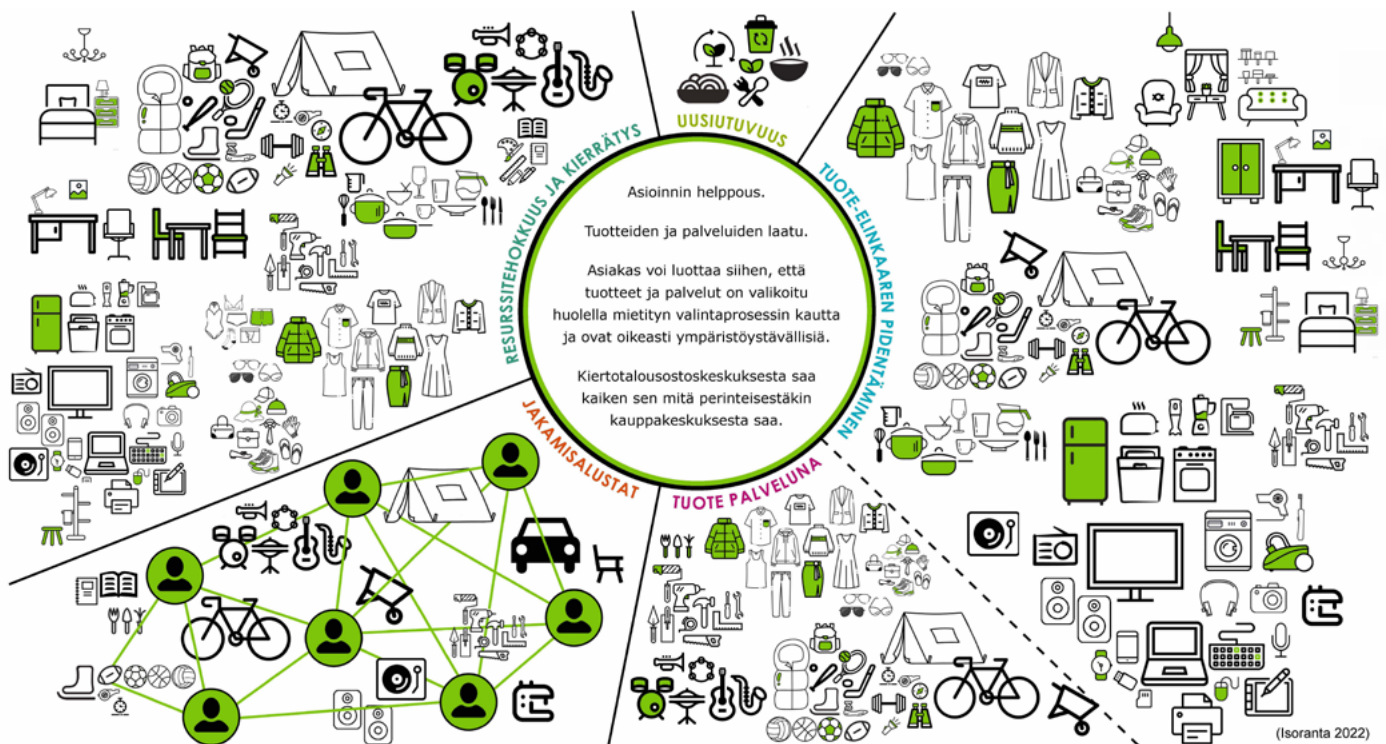 UUSIUTUVUUS
RESURSSITEHOKKUUS JA KIERRÄTYS
TUOTE-ELINKAAREN PIDENTÄMINEN
Asioinnin helppous.
Tuotteiden ja palveluiden laatu.
Asiakas voi luottaa siihen, että
tuotteet ja palvelut on valikoitu
huolella mietityn valintaprosessin kautta
ja ovat oikeasti ympäristöystävällisiä.
Kiertotalousostoskeskuksesta saa
kaiken sen mitä perinteisestäkin
kauppakeskuksesta saa.
JAKAMISALUSTAT
TUOTE PALVELUNA
(Isoranta 2022)